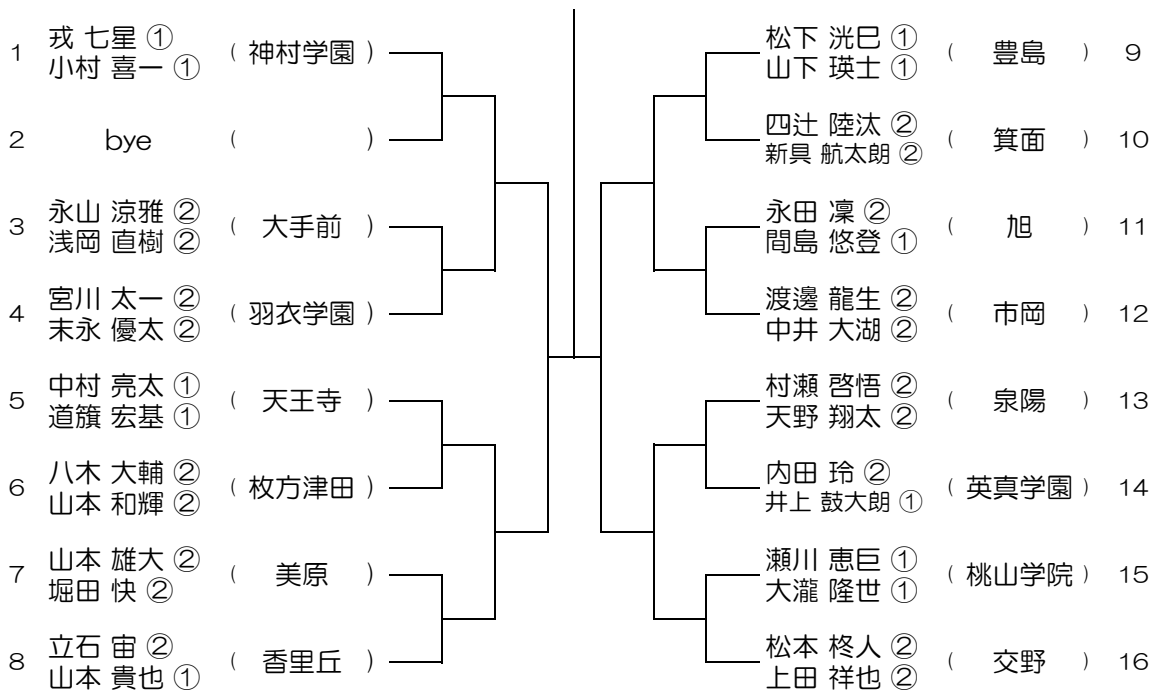 戎 七星 ①
1 ( 神村学園 )
小村 喜一 ①
2 bye ( )
永山 涼雅 ②
3 ( 大手前 )
浅岡 直樹 ②
宮川 太一 ②
4 ( 羽衣学園 )
末永 優太 ②
中村 亮太 ①
5 ( 天王寺 )
道籏 宏基 ①
八木 大輔 ②
6 ( 枚方津田 )
山本 和輝 ②
山本 雄大 ②
7 ( 美原 )
堀田 快 ②
立石 宙 ②
8 ( 香里丘 )
山本 貴也 ①
松下 洸巳 ①
( 豊島 ) 9
山下 瑛士 ①
四辻 陸汰 ②
( 箕面 ) 10
新具 航太朗 ②
永田 凜 ②
( 旭 ) 11
間島 悠登 ①
渡邊 龍生 ②
( 市岡 ) 12
中井 大湖 ②
村瀬 啓悟 ②
( 泉陽 ) 13
天野 翔太 ②
内田 玲 ②
( 英真学園 ) 14
井上 鼓大朗 ①
瀬川 恵巨 ①
( 桃山学院 ) 15
大瀧 隆世 ①
松本 柊人 ②
( 交野 ) 16
上田 祥也 ②